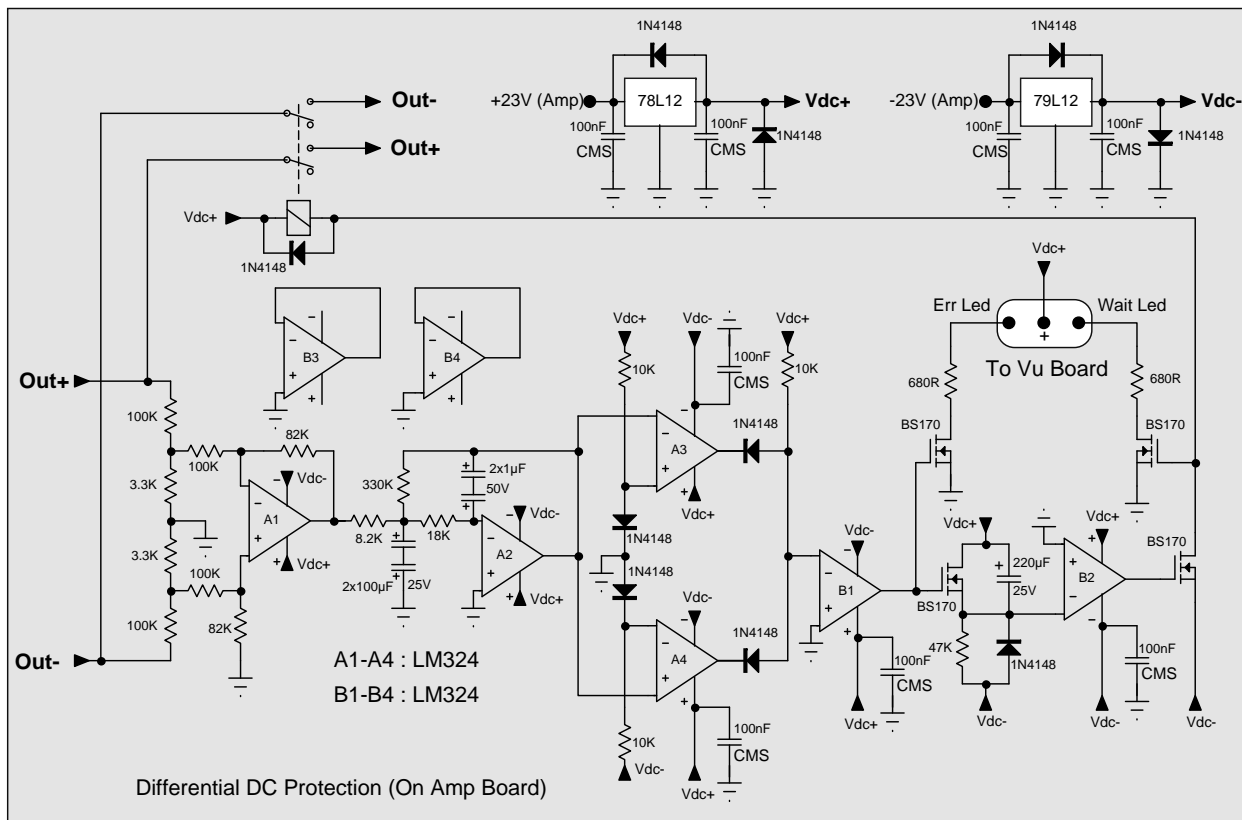 1N4148
1N4148
+23V (Amp)
78L12
Vdc+
-23V (Amp)
79L12
Vdc-
100nF
CMS
100nF
CMS
1N4148
100nF
CMS
100nF
CMS
1N4148
Out-
Out+
Vdc+
1N4148
Vdc+
Err Led
Wait Led
+
To Vu Board
680R
680R
BS170
BS170
- B3 +
- B4 +
Out+
100K
100K
82K
3.3K
- A1 +
Vdc-
Vdc+
3.3K
100K
82K
100K
Out-
8.2K
330K
18K
2x1µF
50V
2x100µF
25V
- A2 +
Vdc-
Vdc+
Vdc+
10K
Vdc-
100nF
CMS
Vdc+
10K
- A3 +
1N4148
Vdc+
1N4148
1N4148
Vdc-
- A4 +
1N4148
10K
Vdc-
100nF
CMS
Vdc+
- B1 +
Vdc-
100nF
CMS
Vdc+
BS170
Vdc+
220µF
25V
47K
1N4148
Vdc-
+ B2 -
Vdc+
BS170
100nF
CMS
Vdc-
Vdc-
A1-A4 : LM324
B1-B4 : LM324
Differential DC Protection (On Amp Board)